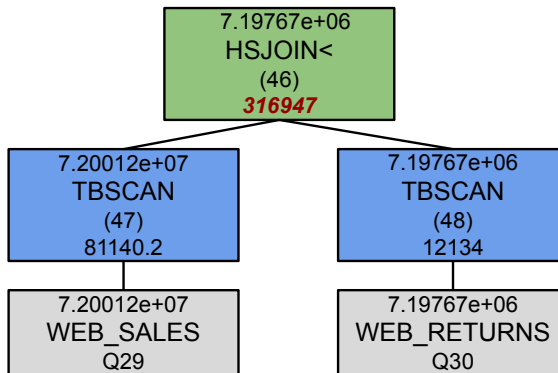 7.19767e+06
HSJOIN<
(46)
316947
7.20012e+07
TBSCAN
(47)
81140.2
7.19767e+06
TBSCAN
(48)
12134
7.20012e+07
WEB_SALES
Q29
7.19767e+06
WEB_RETURNS
Q30